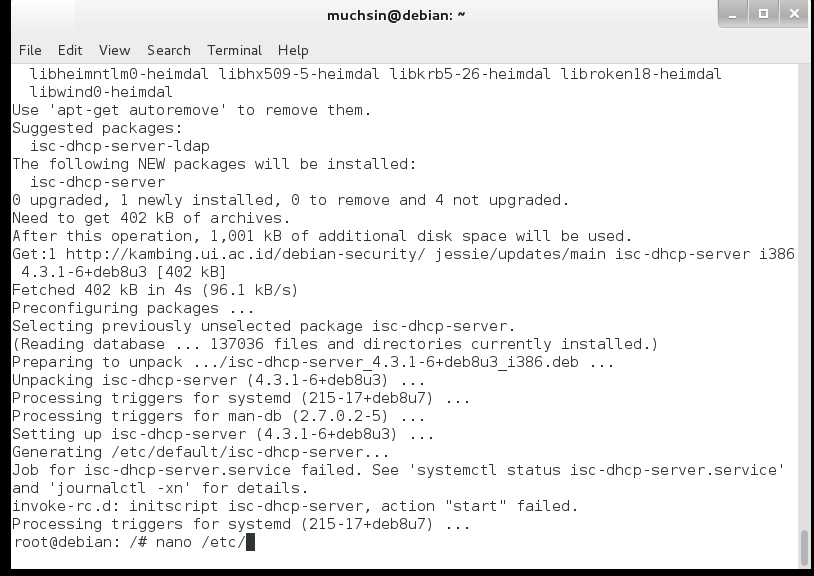 muchsin@debian: ~
File Edit View Search Terminal Help
libheimntlm0-heimdal libhx509-5-heimdal libkrb5-26-heimdal libroken18-heimdal
libwind0-heimdal
Use 'apt-get autoremove' to remove them.
Suggested packages:
isc-dhcp-server-ldap
The following NEW packages will be installed:
isc-dhcp-server
0 upgraded, 1 newly installed, 0 to remove and 4 not upgraded.
Need to get 402 kB of archives.
After this operation, 1,001 kB of additional disk space will be used.
Get:1 http://kambing.ui.ac.id/debian-security/ jessie/updates/main isc-dhcp-server i386
4.3.1-6+deb8u3 [402 kB]
Fetched 402 kB in 4s (96.1 kB/s)
Preconfiguring packages ...
Selecting previously unselected package isc-dhcp-server.
(Reading database ... 137036 files and directories currently installed.)
Preparing to unpack .../isc-dhcp-server_4.3.1-6+deb8u3_i386.deb ...
Unpacking isc-dhcp-server (4.3.1-6+deb8u3) ...
Processing triggers for systemd (215-17+deb8u7) ...
Processing triggers for man-db (2.7.0.2-5) ...
Setting up isc-dhcp-server (4.3.1-6+deb8u3) ...
Generating /etc/default/isc-dhcp-server...
Job for isc-dhcp-server.service failed. See 'systemctl status isc-dhcp-server.service'
and 'journalctl -xn' for details.
invoke-rc.d: initscript isc-dhcp-server, action "start" failed.
Processing triggers for systemd (215-17+deb8u7) ...
root@debian: /# nano /etc/